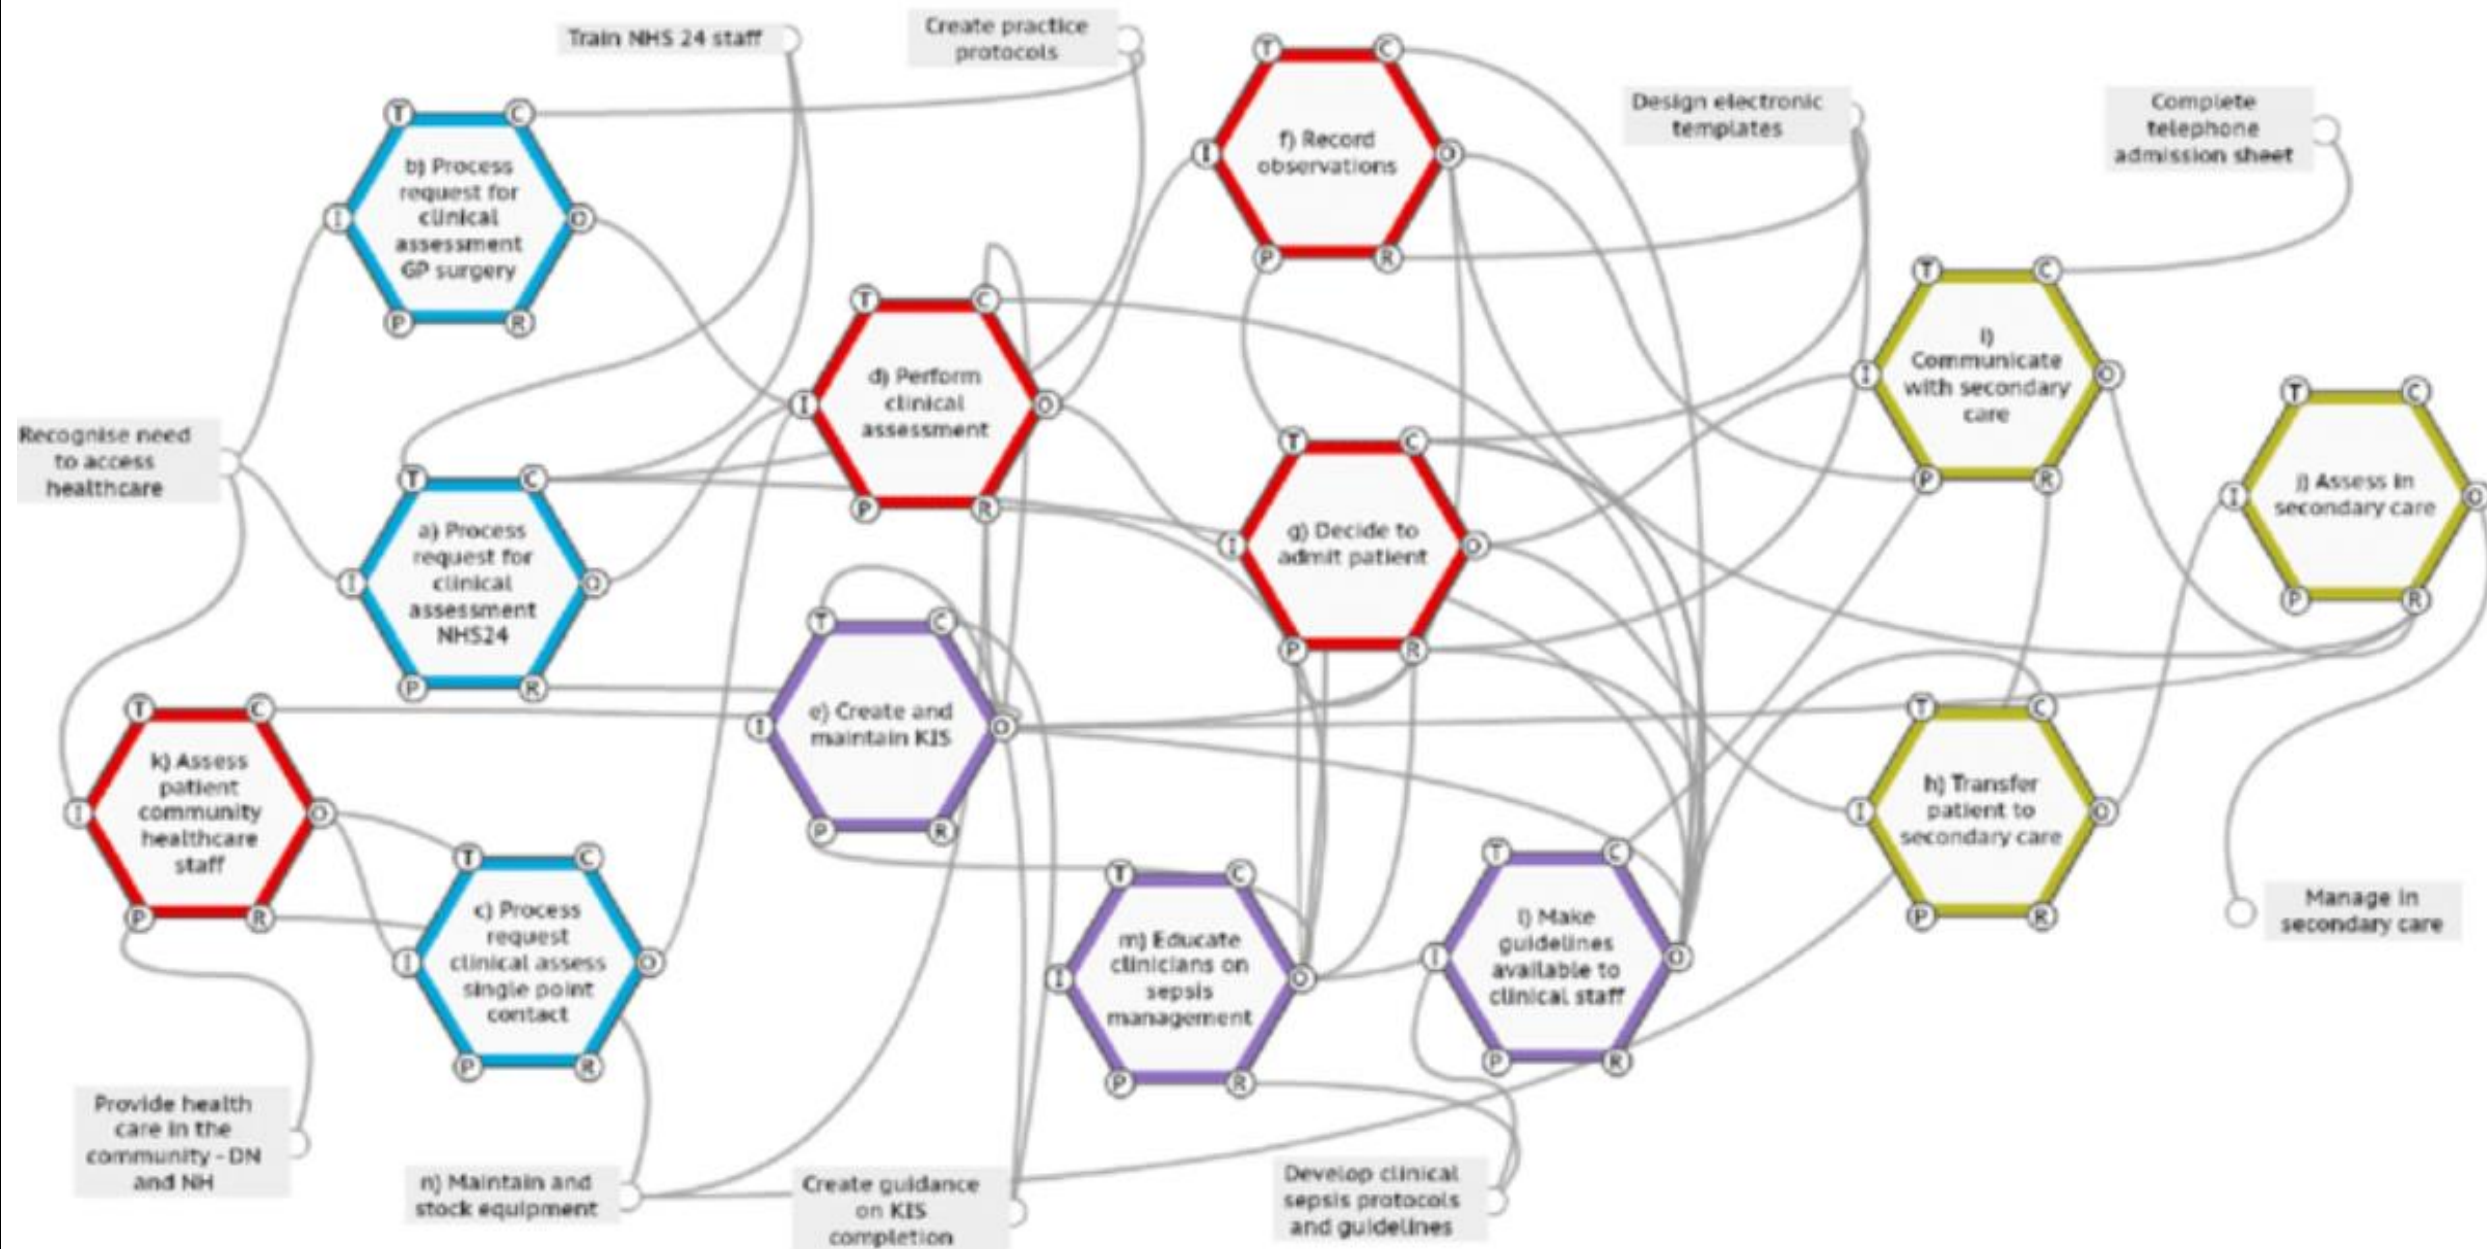 Train NHS 24 staff
Create practice
protocols
T
C
b) Process
request for
clinical
assessment
GP surgery
I
O
P
R
T
C
f) Record
observations
I
O
P
R
Design electronic
templates
Complete
telephone
admission sheet
T
C
d) Perform
clinical
assessment
I
O
P
R
T
C
i)
Communicate
with secondary
care
I
O
P
R
Recognise need
to access
healthcare
T
C
a) Process
request for
clinical
assessment
NHS24
I
O
P
R
T
C
g) Decide to
admit patient
I
O
P
R
T
C
j) Assess in
secondary care
I
O
P
R
T
C
k) Assess
patient
community
healthcare
staff
I
O
P
R
T
C
e) Create and
maintain KIS
I
O
P
R
T
C
h) Transfer
patient to
secondary care
I
O
P
R
T
C
c) Process
request
clinical assess
single point
contact
I
O
P
R
T
C
m) Educate
clinicians on
sepsis
management
I
O
P
R
T
C
l) Make
guidelines
available to
clinical staff
I
O
P
R
Manage in
secondary care
Provide health
care in the
community - DN
and NH
n) Maintain and
stock equipment
Create guidance
on KIS
completion
Develop clinical
sepsis protocols
and guidelines